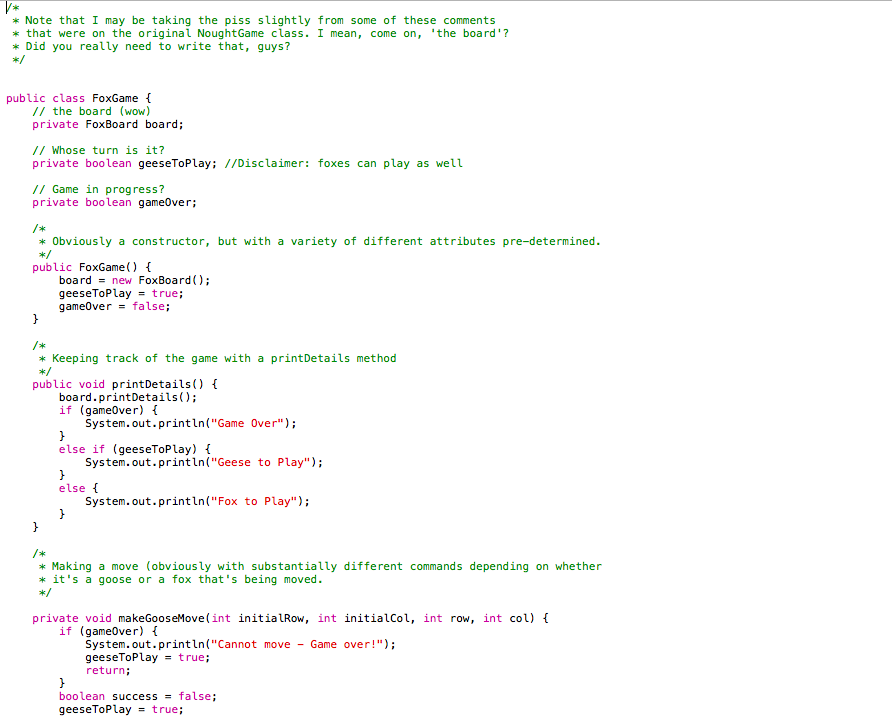 /*
 * Note that I may be taking the piss slightly from some of these comments
 * that were on the original NoughtGame class. I mean, come on, 'the board'?
 * Did you really need to write that, guys?
 */
public class FoxGame {
    // the board (wow)
    private FoxBoard board;
    // Whose turn is it?
    private boolean geeseToPlay; //Disclaimer: foxes can play as well
    // Game in progress?
    private boolean gameOver;
    /*
     * Obviously a constructor, but with a variety of different attributes pre-determined.
     */
    public FoxGame() {
        board = new FoxBoard();
        geeseToPlay = true;
        gameOver = false;
    }
    /*
     * Keeping track of the game with a printDetails method
     */
    public void printDetails() {
        board.printDetails();
        if (gameOver) {
            System.out.println("Game Over");
        }
        else if (geeseToPlay) {
            System.out.println("Geese to Play");
        }
        else {
            System.out.println("Fox to Play");
        }
    }
    /*
     * Making a move (obviously with substantially different commands depending on whether
     * it's a goose or a fox that's being moved.
     */
    private void makeGooseMove(int initialRow, int initialCol, int row, int col) {
        if (gameOver) {
            System.out.println("Cannot move - Game over!");
            geeseToPlay = true;
            return;
        }
        boolean success = false;
        geeseToPlay = true;